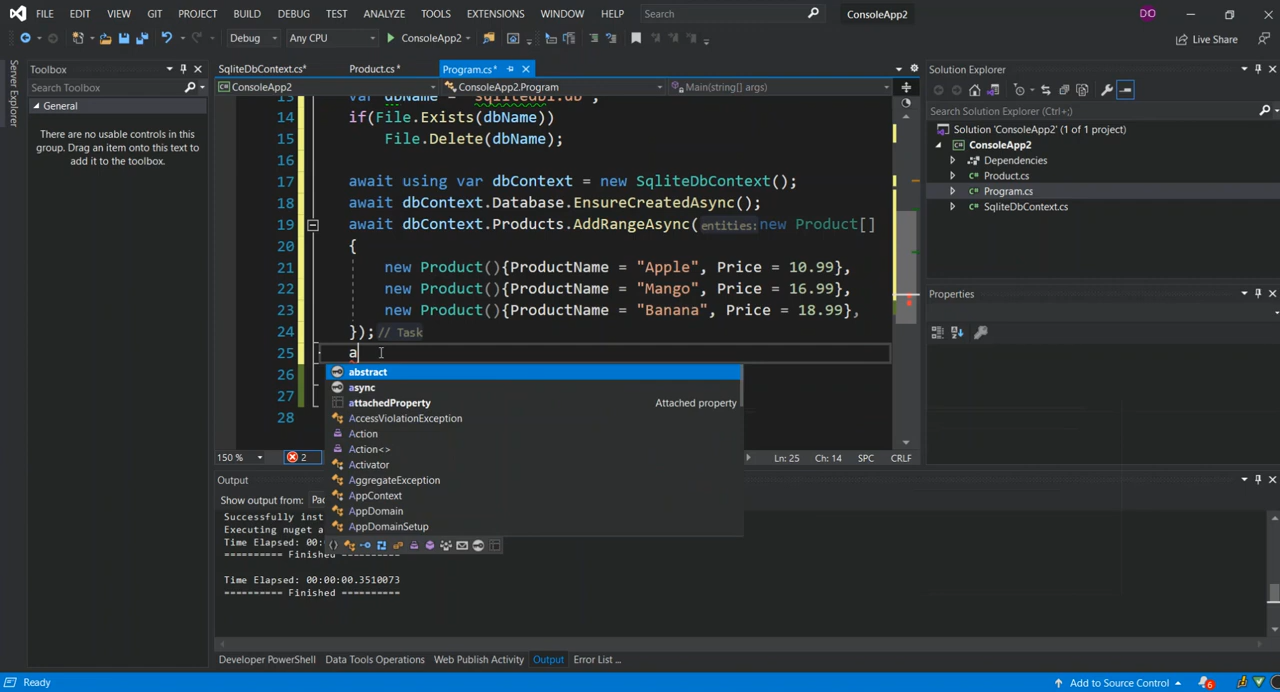 FILE EDIT VIEW GIT PROJECT BUILD DEBUG TEST ANALYZE TOOLS EXTENSIONS WINDOW HELP Search ConsoleApp2 DO
Debug Any CPU ConsoleApp2 Live Share
Server Explorer
Toolbox
Search Toolbox
General
There are no usable controls in this
group. Drag an item onto this text to
add it to the toolbox.
SqliteDbContext.cs* Product.cs* Program.cs*
ConsoleApp2 ConsoleApp2.Program Main(string[] args)
13 var dbName = "sqlitedb1.db";
14 if(File.Exists(dbName))
15 File.Delete(dbName);
16
17 await using var dbContext = new SqliteDbContext();
18 await dbContext.Database.EnsureCreatedAsync();
19 await dbContext.Products.AddRangeAsync(entities:new Product[]
20 {
21 new Product(){ProductName = "Apple", Price = 10.99},
22 new Product(){ProductName = "Mango", Price = 16.99},
23 new Product(){ProductName = "Banana", Price = 18.99},
24 });// Task
25 a
26
27
28
abstract
async
attachedProperty Attached property
AccessViolationException
Action
Action<>
Activator
AggregateException
AppContext
AppDomain
AppDomainSetup
150 % 2 Ln: 25 Ch: 14 SPC CRLF
Output
Show output from: Pac
Successfully inst
Executing nuget a
Time Elapsed: 00:
========== Finished ==========
Time Elapsed: 00:00:00.3510073
========== Finished ==========
Developer PowerShell Data Tools Operations Web Publish Activity Output Error List ...
Solution Explorer
Search Solution Explorer (Ctrl+;)
Solution 'ConsoleApp2' (1 of 1 project)
ConsoleApp2
Dependencies
Product.cs
Program.cs
SqliteDbContext.cs
Properties
Ready Add to Source Control 6